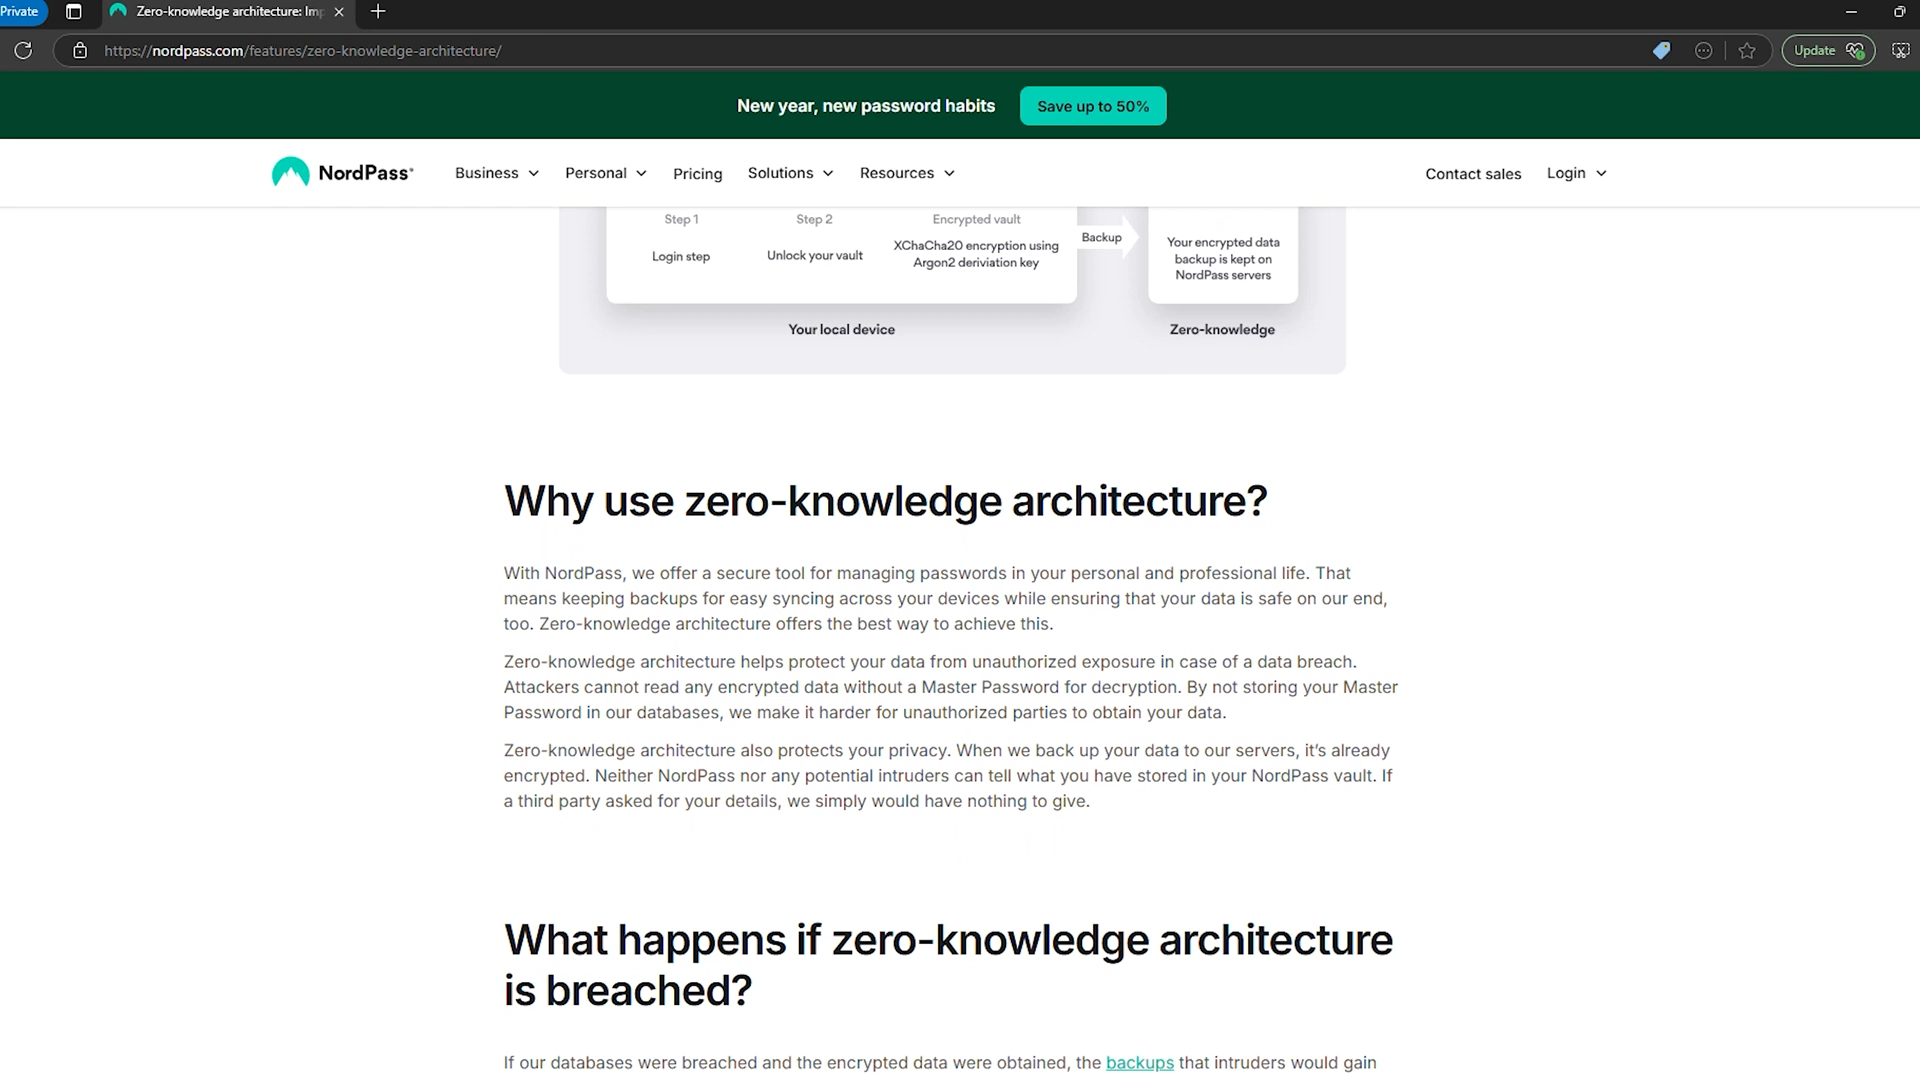 Private
Zero-knowledge architecture: Imp
https://nordpass.com/features/zero-knowledge-architecture/
Update
New year, new password habits
Save up to 50%
NordPass®
Business
Personal
Pricing
Solutions
Resources
Contact sales
Login
Step 1
Login step
Step 2
Unlock your vault
Encrypted vault
XChaCha20 encryption using
Argon2 deriviation key
Backup
Your encrypted data
backup is kept on
NordPass servers
Your local device
Zero-knowledge
Why use zero-knowledge architecture?
With NordPass, we offer a secure tool for managing passwords in your personal and professional life. That
means keeping backups for easy syncing across your devices while ensuring that your data is safe on our end,
too. Zero-knowledge architecture offers the best way to achieve this.
Zero-knowledge architecture helps protect your data from unauthorized exposure in case of a data breach.
Attackers cannot read any encrypted data without a Master Password for decryption. By not storing your Master
Password in our databases, we make it harder for unauthorized parties to obtain your data.
Zero-knowledge architecture also protects your privacy. When we back up your data to our servers, it's already
encrypted. Neither NordPass nor any potential intruders can tell what you have stored in your NordPass vault. If
a third party asked for your details, we simply would have nothing to give.
What happens if zero-knowledge architecture
is breached?
If our databases were breached and the encrypted data were obtained, the backups that intruders would gain